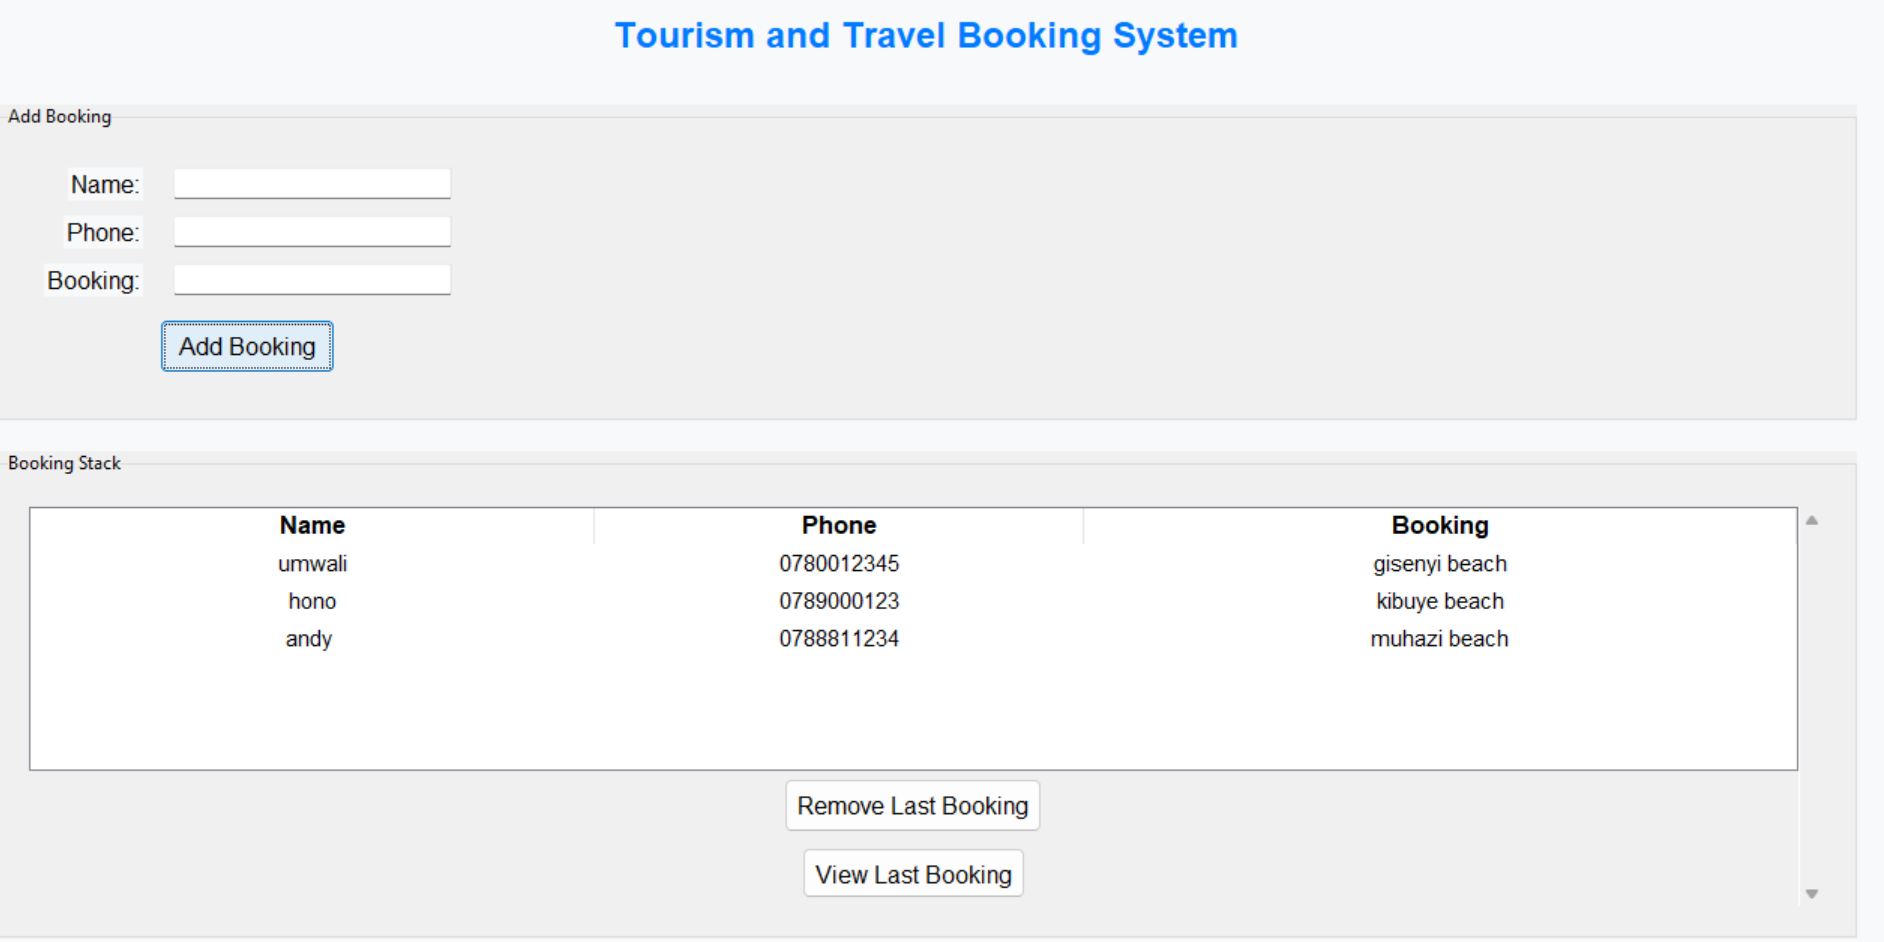 Tourism and Travel Booking System
Add Booking
Name:
Phone:
Booking:
Add Booking
Booking Stack
Name Phone Booking
umwali 0780012345 gisenyi beach
hono 0789000123 kibuye beach
andy 0788811234 muhazi beach
Remove Last Booking
View Last Booking